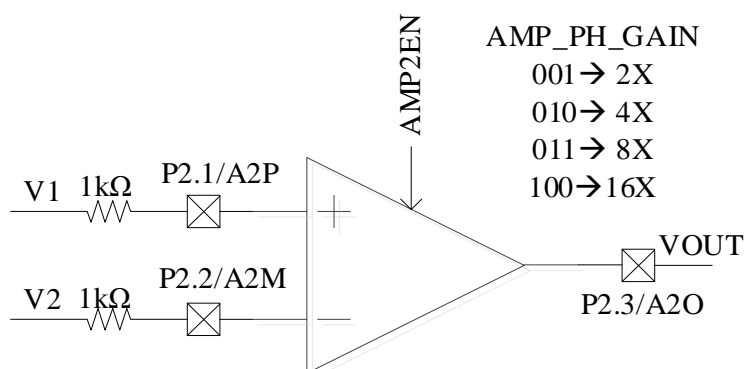 AMP2EN
AMP_PH_GAIN
001→ 2X
010→ 4X
011→ 8X
100→16X
V1 1kΩ P2.1/A2P
+
V2 1kΩ P2.2/A2M
—
VOUT
P2.3/A2O